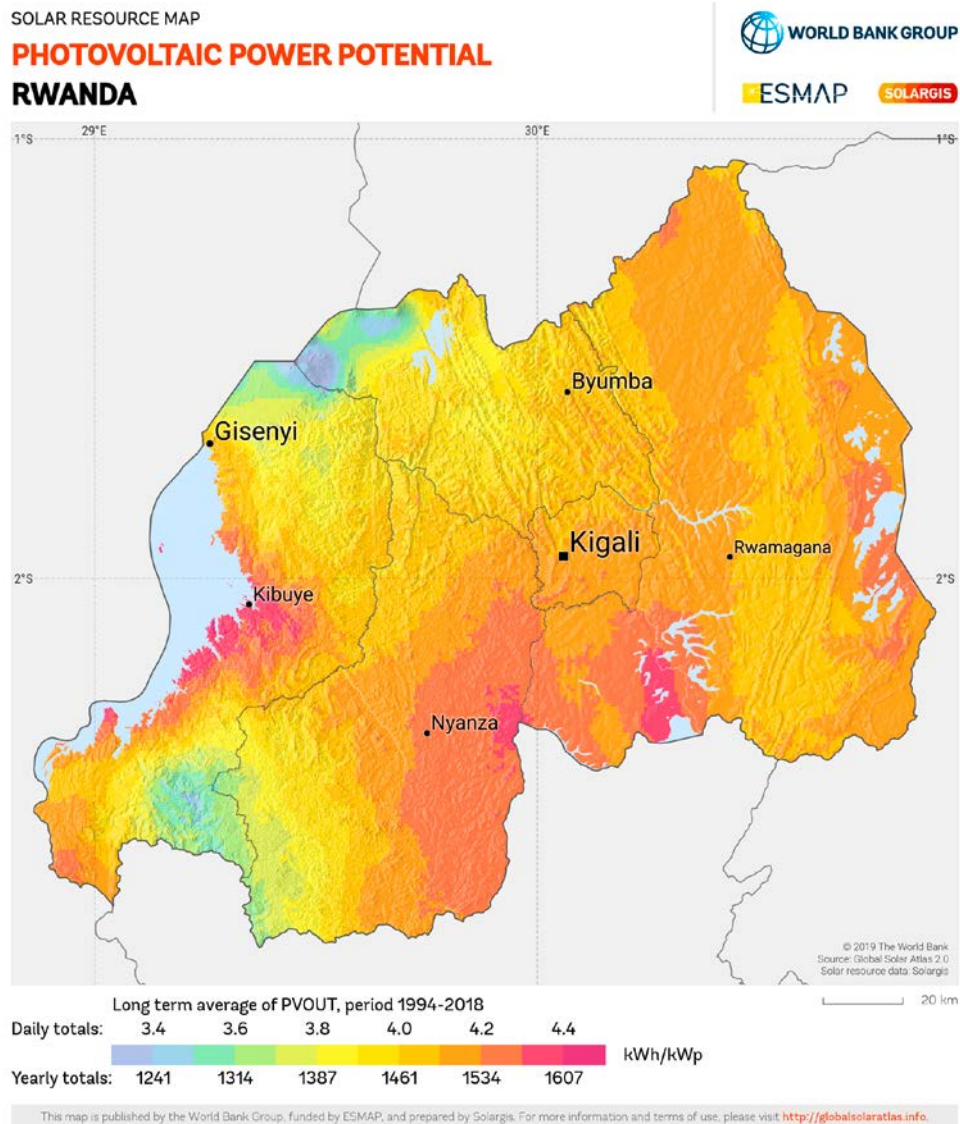 SOLAR RESOURCE MAP
PHOTOVOLTAIC POWER POTENTIAL
RWANDA
WORLD BANK GROUP
ESMAP
SOLARGIS
29°E
30°E
1°S
1°S
Byumba
Gisenyi
Kigali
Rwamagana
2°S
2°S
Kibuye
Nyanza
© 2019 The World Bank
Source: Global Solar Atlas 2.0
Solar resource data: Solargis
20 km
Long term average of PVOUT, period 1994-2018
Daily totals: 3.4 3.6 3.8 4.0 4.2 4.4
kWh/kWp
Yearly totals: 1241 1314 1387 1461 1534 1607
This map is published by the World Bank Group, funded by ESMAP, and prepared by Solargis. For more information and terms of use, please visit http://globalsolaratlas.info.